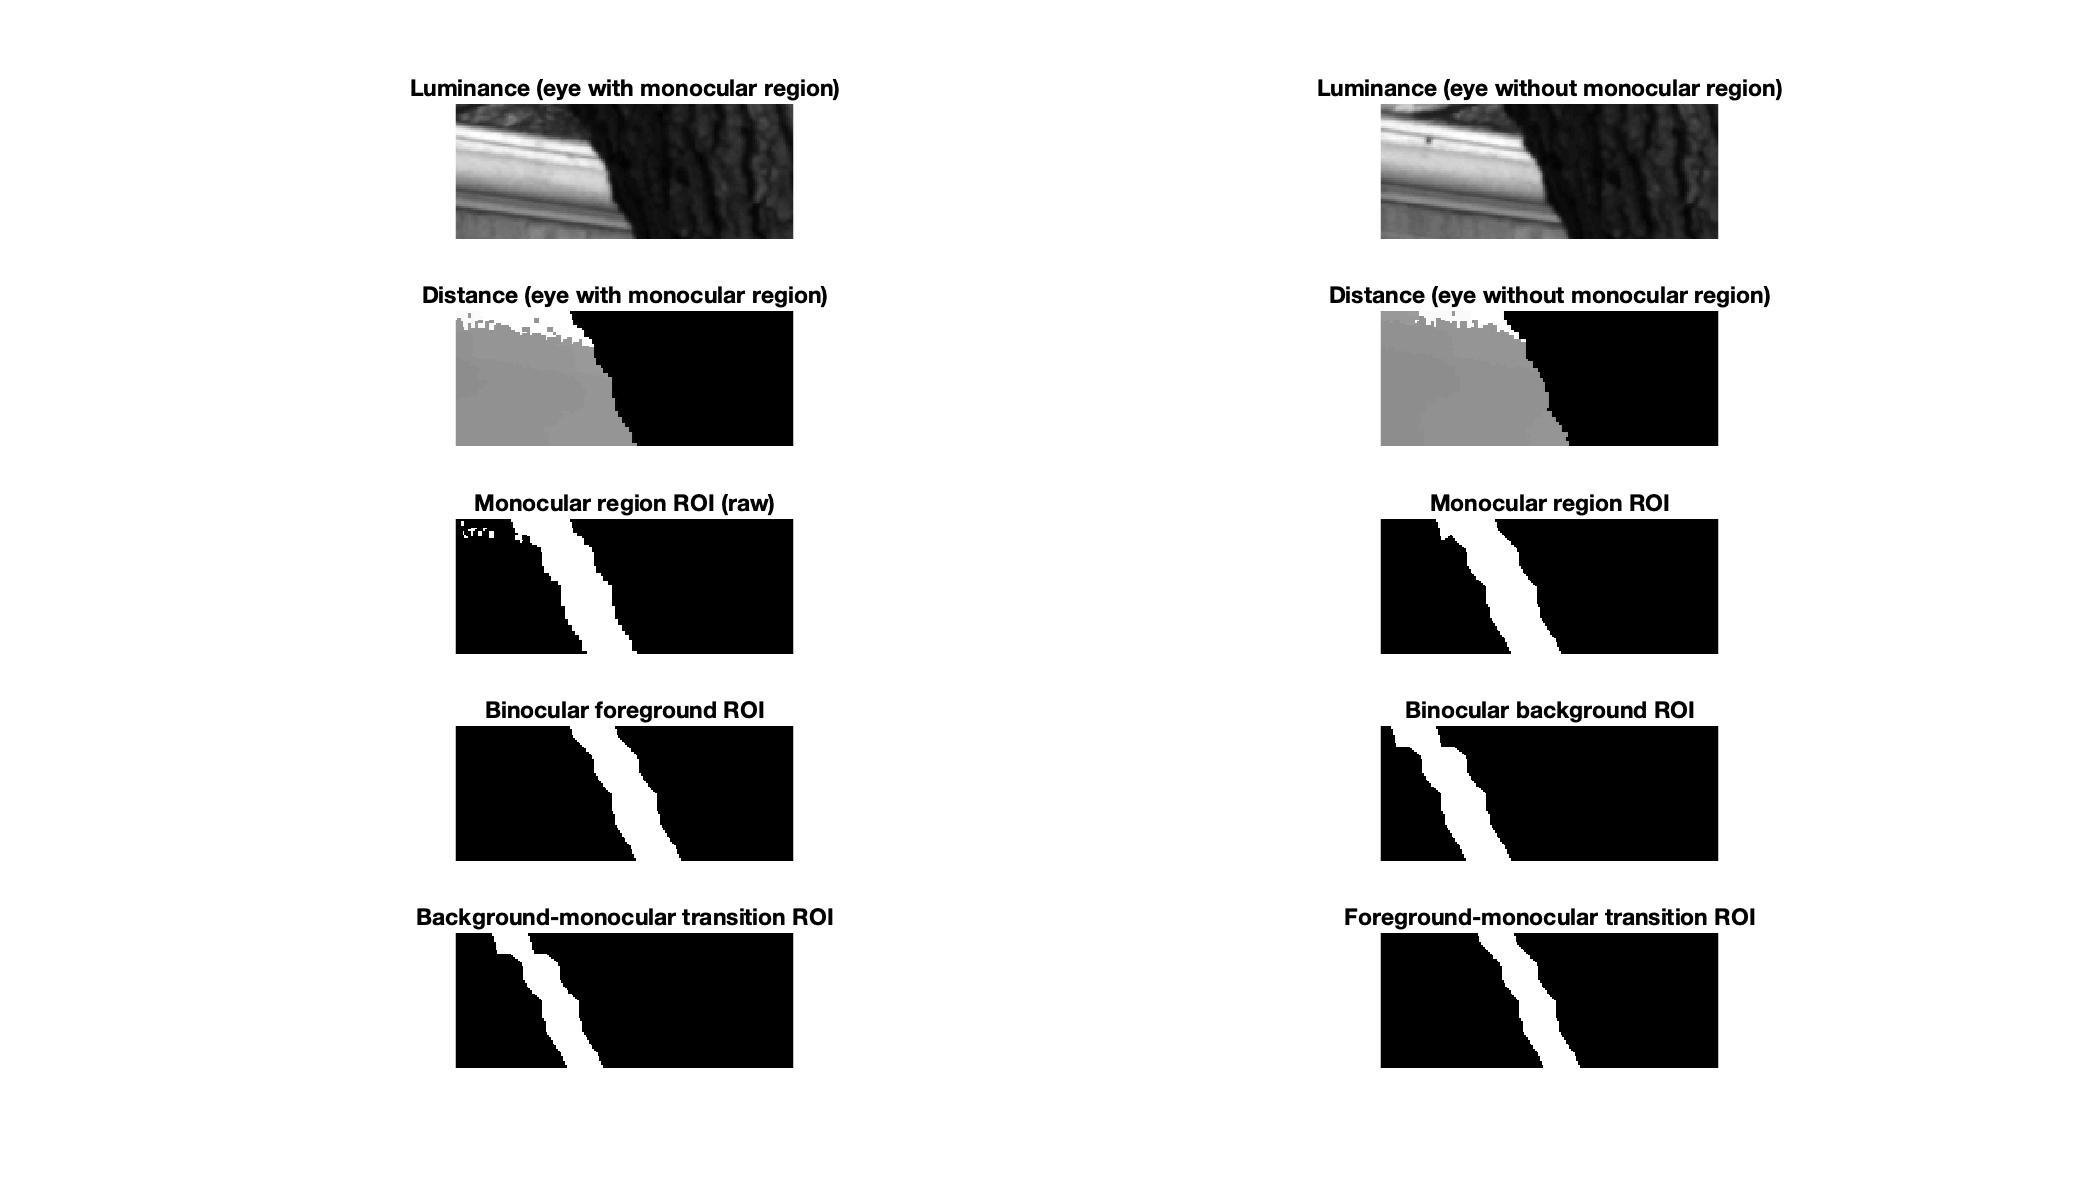 Luminance (eye with monocular region)
Luminance (eye without monocular region)
Distance (eye with monocular region)
Distance (eye without monocular region)
Monocular region ROI (raw)
Monocular region ROI
Binocular foreground ROI
Binocular background ROI
Background-monocular transition ROI
Foreground-monocular transition ROI